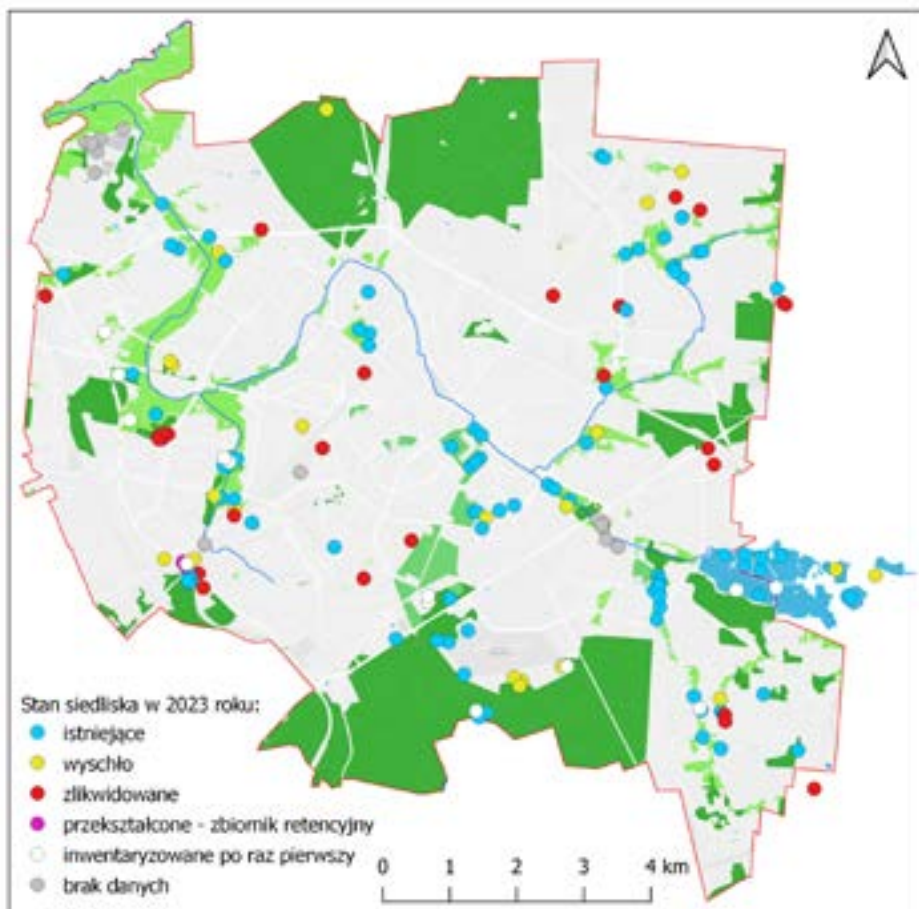 Stan siedliska w 2023 roku:
istniejące
wyschło
zlikwidowane
przekształcone - zbiornik retencyjny
inwentaryzowane po raz pierwszy
brak danych
0 1 2 3 4 km